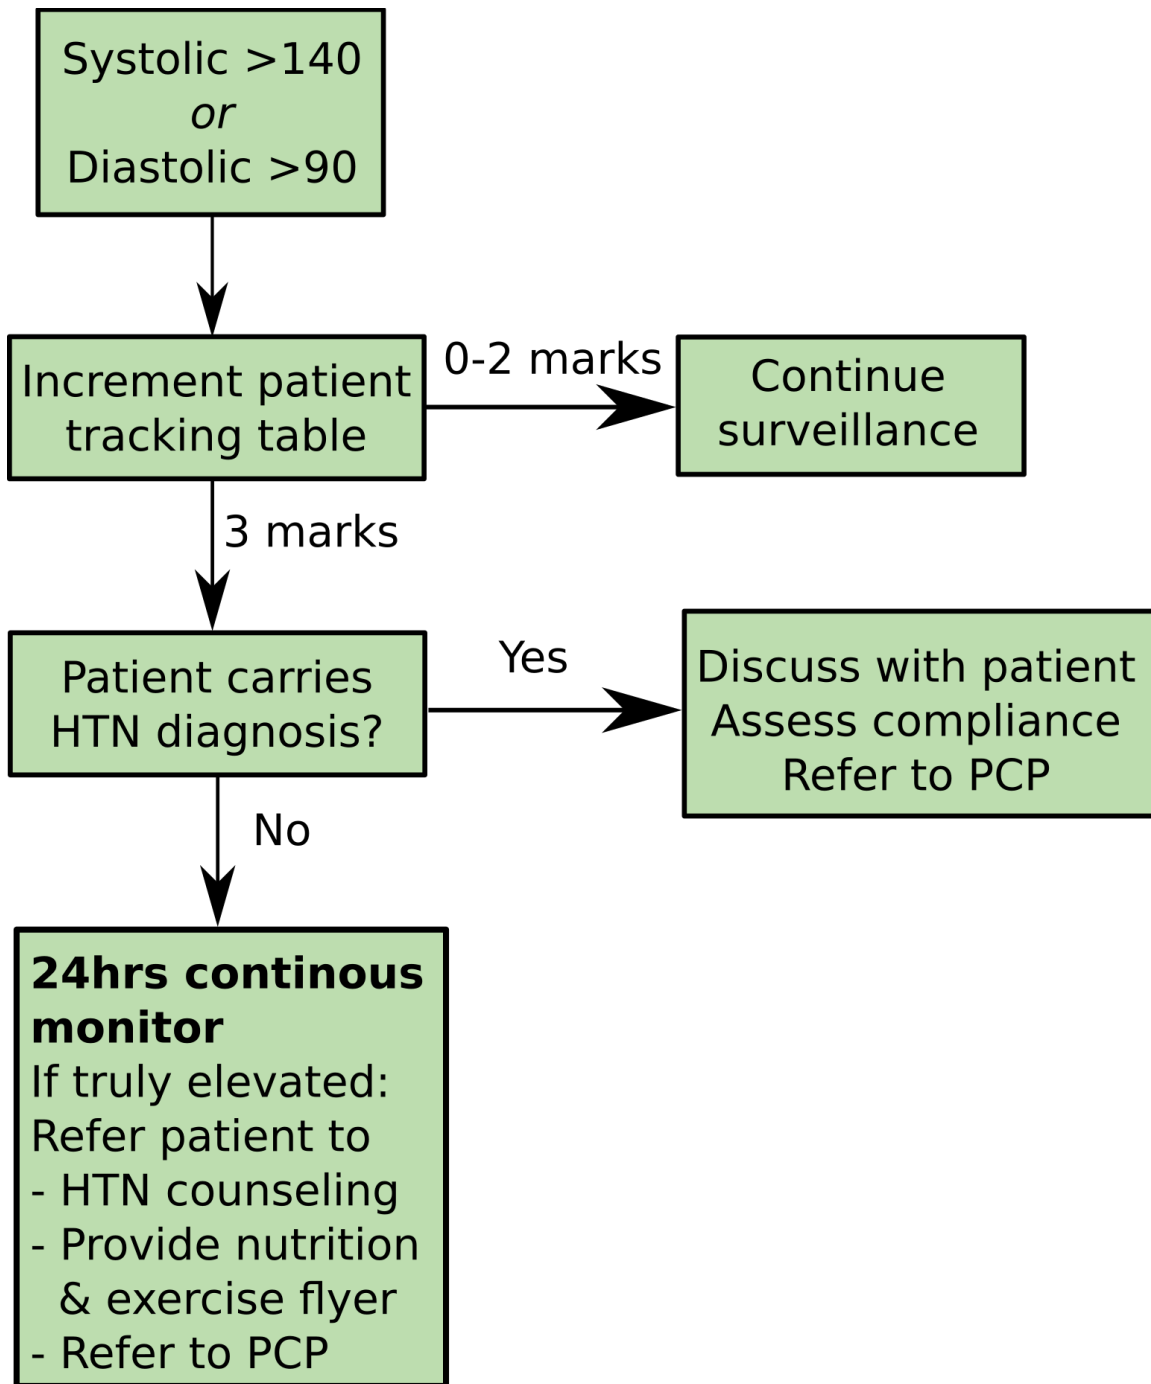 Systolic >140
or
Diastolic >90
Increment patient
tracking table
0-2 marks
Continue
surveillance
3 marks
Patient carries
HTN diagnosis?
Yes
Discuss with patient
Assess compliance
Refer to PCP
No
24hrs continous
monitor
If truly elevated:
Refer patient to
- HTN counseling
- Provide nutrition
& exercise flyer
- Refer to PCP